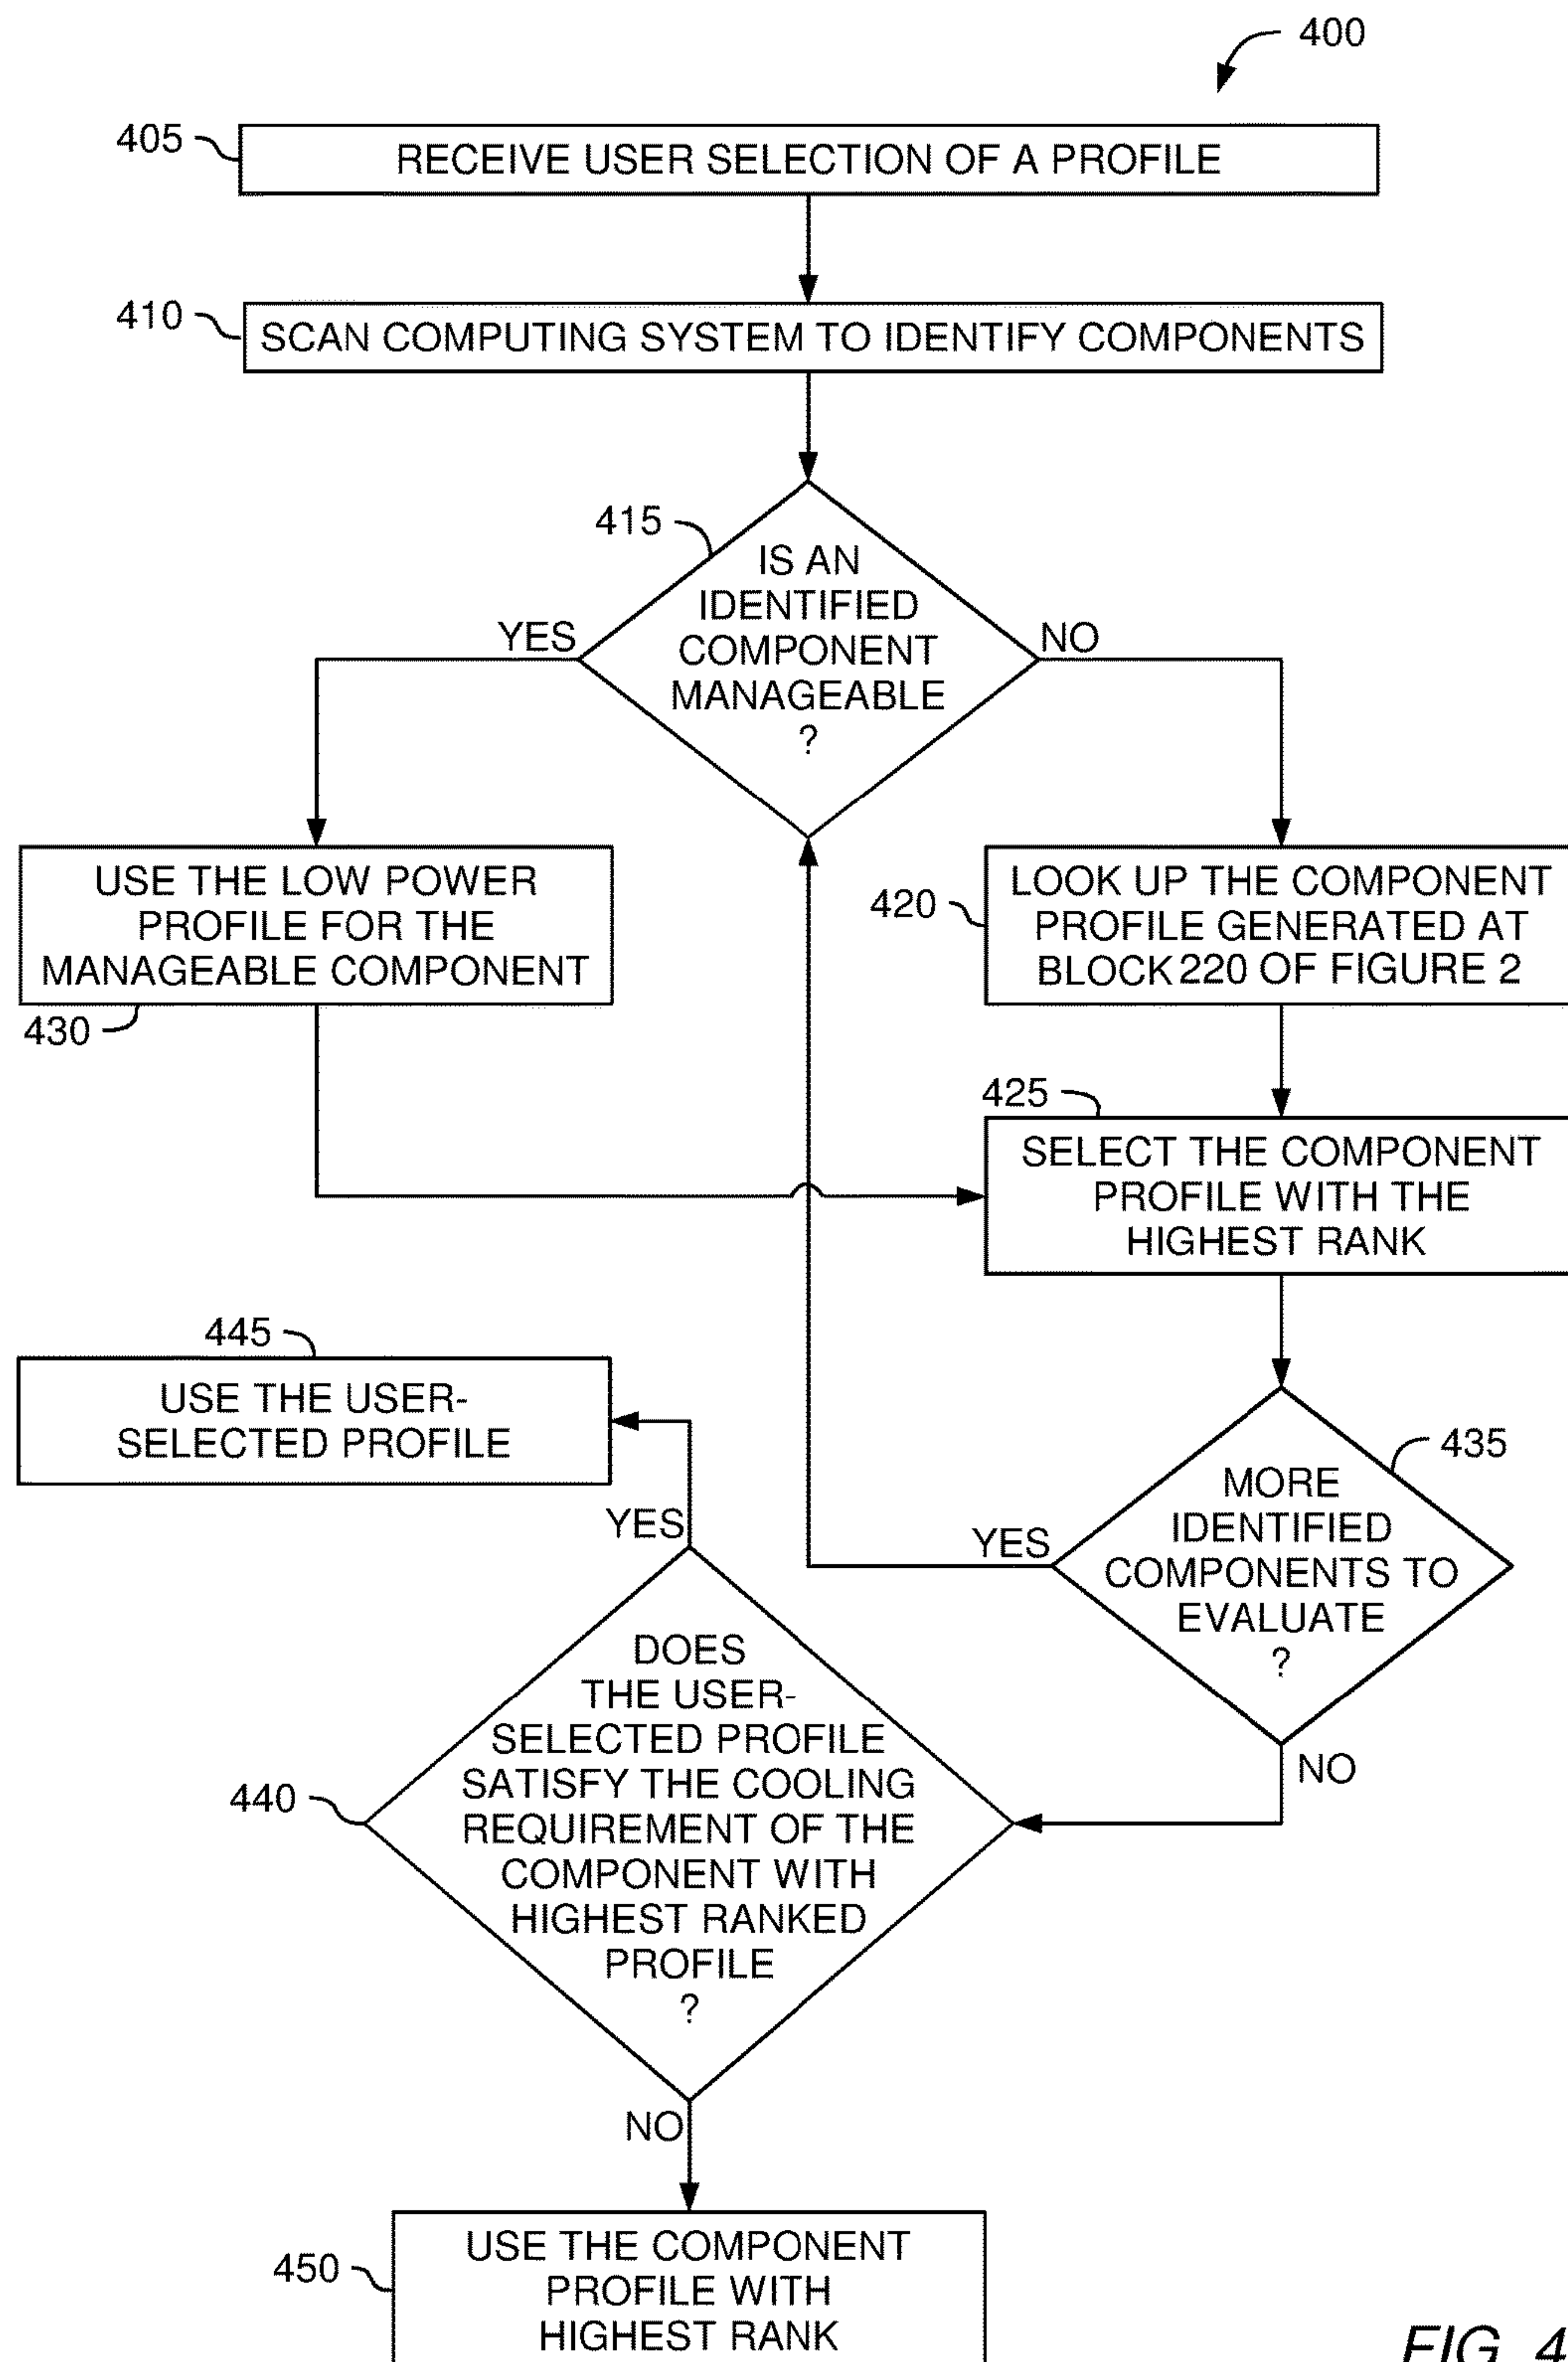 400
405
RECEIVE USER SELECTION OF A PROFILE
410
SCAN COMPUTING SYSTEM TO IDENTIFY COMPONENTS
415
IS AN
IDENTIFIED
COMPONENT
MANAGEABLE
?
YES
NO
USE THE LOW POWER
PROFILE FOR THE
MANAGEABLE COMPONENT
430
420
LOOK UP THE COMPONENT
PROFILE GENERATED AT
BLOCK 220 OF FIGURE 2
425
SELECT THE COMPONENT
PROFILE WITH THE
HIGHEST RANK
445
USE THE USER-
SELECTED PROFILE
435
MORE
IDENTIFIED
COMPONENTS TO
EVALUATE
?
YES
NO
YES
440
DOES
THE USER-
SELECTED PROFILE
SATISFY THE COOLING
REQUIREMENT OF THE
COMPONENT WITH
HIGHEST RANKED
PROFILE
?
NO
450
USE THE COMPONENT
PROFILE WITH
HIGHEST RANK
FIG. 4